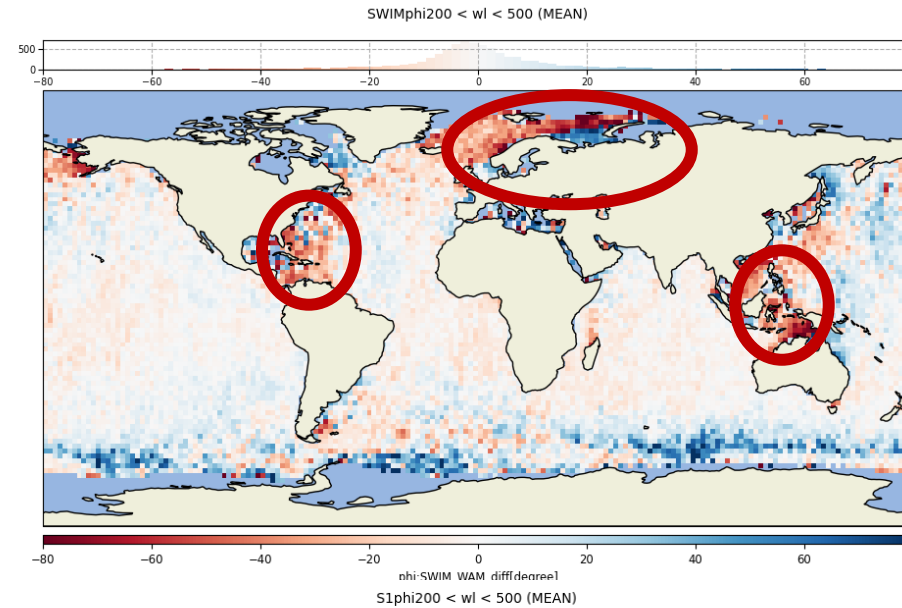 SWIMphi200 < wl < 500 (MEAN)
500
0
−80 −60 −40 −20 0 20 40 60
−80 −60 −40 −20 0 20 40 60
phi:SWIM_WAM_diff[degree]
S1phi200 < wl < 500 (MEAN)